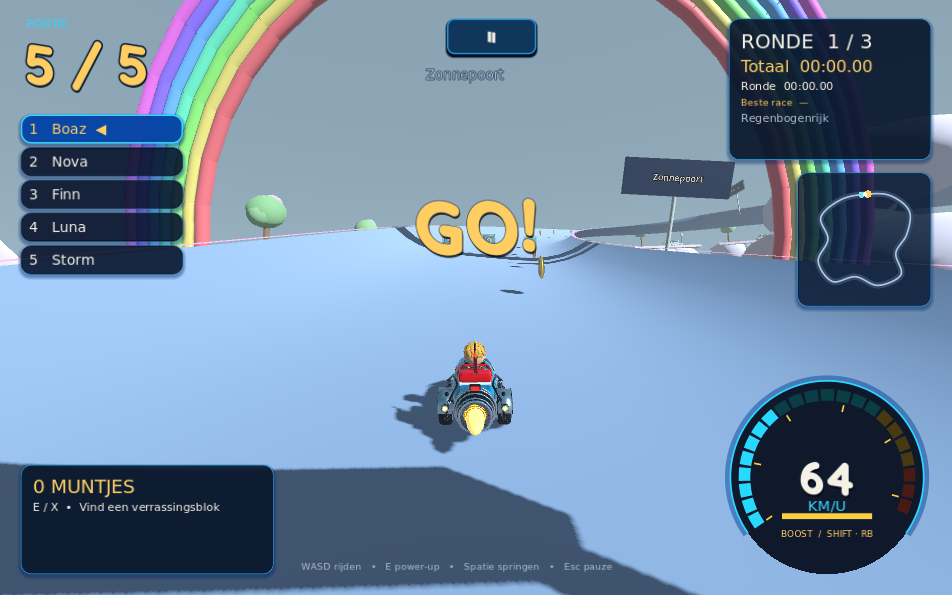 POSITIE
5 / 5
1 Boaz ◀
2 Nova
3 Finn
4 Luna
5 Storm
Zonnepoort
RONDE 1 / 3
Totaal 00:00.00
Ronde 00:00.00
Beste race —
Regenbogenrijk
Zonnepoort
GO!
0 MUNTJES
E / X • Vind een verrassingsblok
64
KM/U
BOOST / SHIFT · RB
WASD rijden • E power-up • Spatie springen • Esc pauze